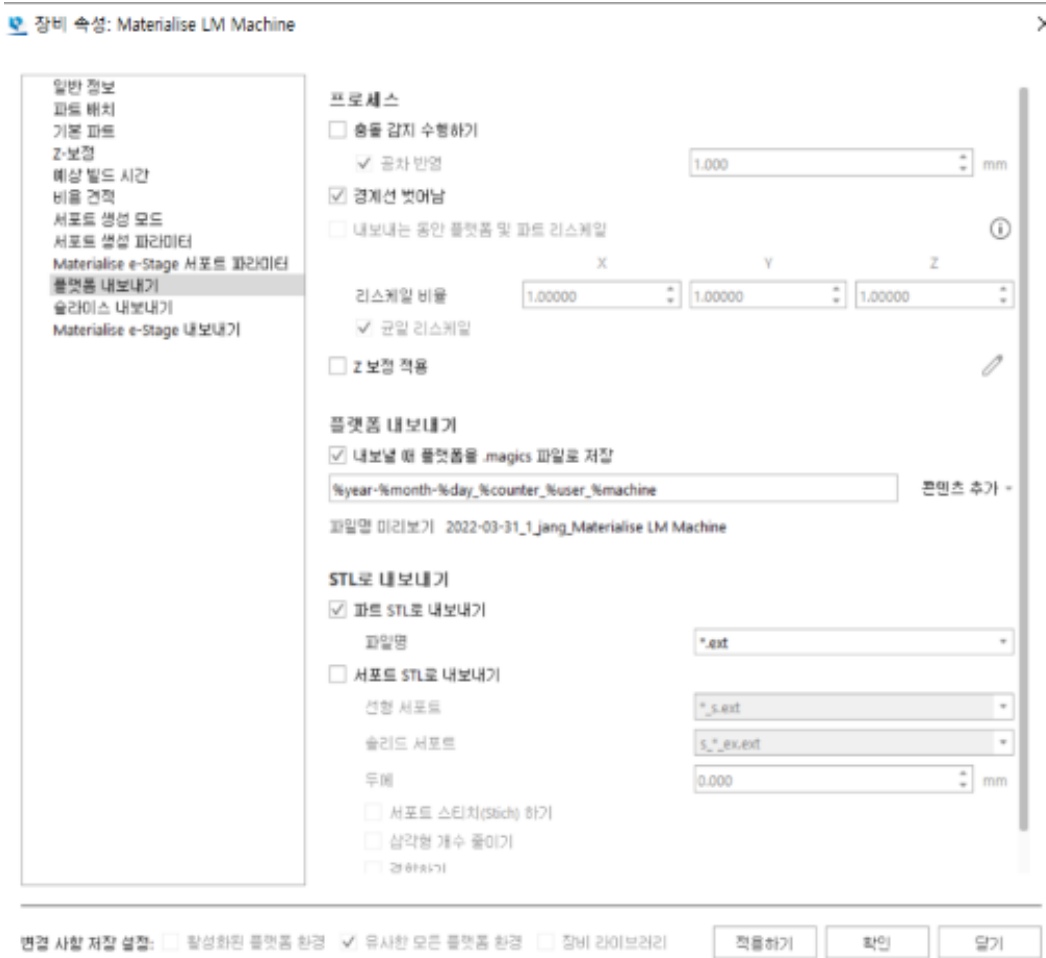 장비 속성: Materialise LM Machine
일반 정보
파트 배치
기본 파트
Z-보정
예상 빌드 시간
비용 견적
서포트 생성 모드
서포트 생성 파라미터
Materialise e-Stage 서포트 파라미터
플랫폼 내보내기
슬라이스 내보내기
Materialise e-Stage 내보내기
프로세스
충돌 감지 수행하기
공차 반영 1.000 mm
경계선 벗어남
내보내는 동안 플랫폼 및 파트 리스케일
X Y Z
리스케일 비율 1.00000 1.00000 1.00000
균일 리스케일
Z 보정 적용
플랫폼 내보내기
내보낼 때 플랫폼을 .magics 파일로 저장
%year-%month-%day_%counter_%user_%machine 콘텐츠 추가
파일명 미리보기 2022-03-31_1_jang_Materialise LM Machine
STL로 내보내기
파트 STL로 내보내기
파일명 *.ext
서포트 STL로 내보내기
선형 서포트 *_s.ext
솔리드 서포트 s_*_ex.ext
두께 0.000 mm
서포트 스티치(Stich) 하기
삼각형 개수 줄이기
결합하기
변경 사항 저장 설정: 활성화된 플랫폼 환경 유사한 모든 플랫폼 환경 장비 라이브러리 적용하기 확인 닫기